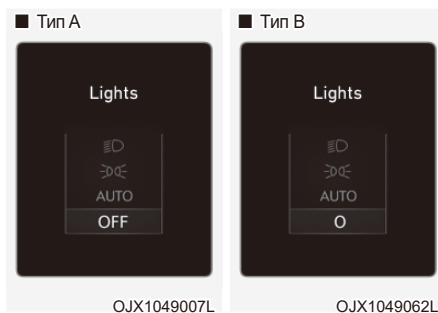 ■ Тип A
Lights
AUTO
OFF
OJX1049007L
■ Тип B
Lights
AUTO
O
OJX1049062L